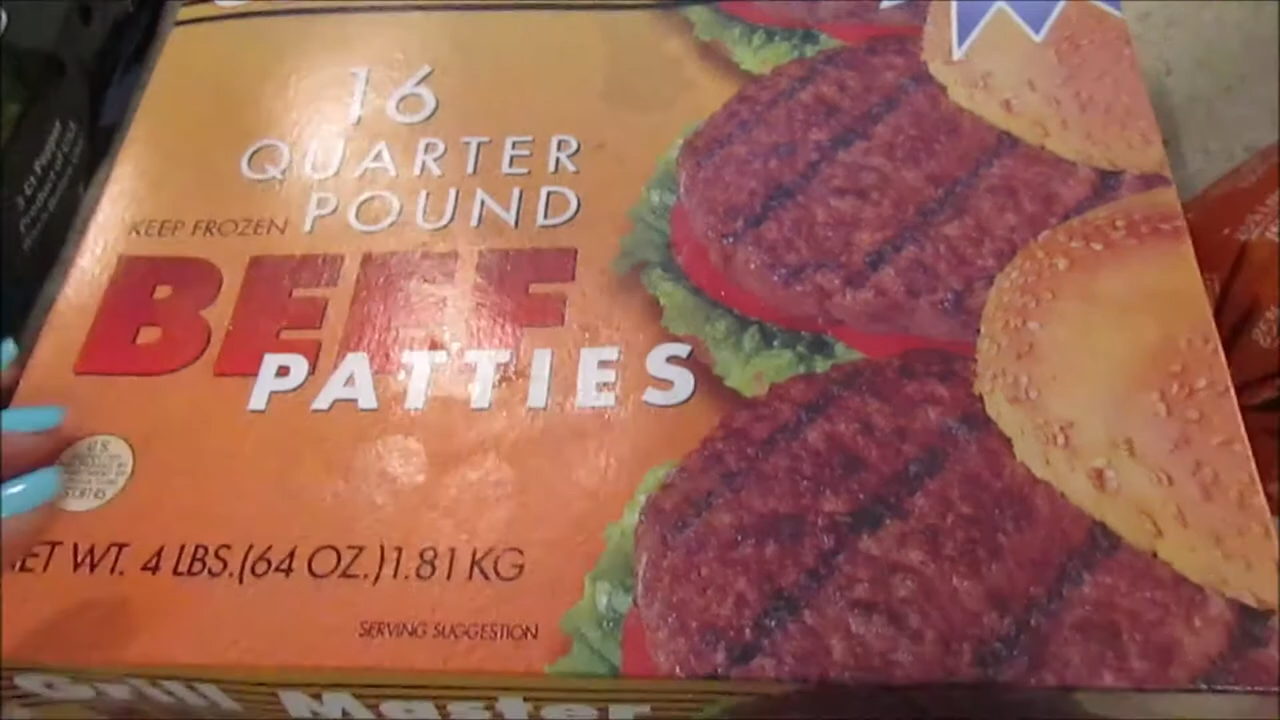 16
QUARTER
POUND
KEEP FROZEN
BEEF
PATTIES
U.S.
NET WT. 4 LBS.(64 OZ.)1.81 KG
SERVING SUGGESTION
Grill Master